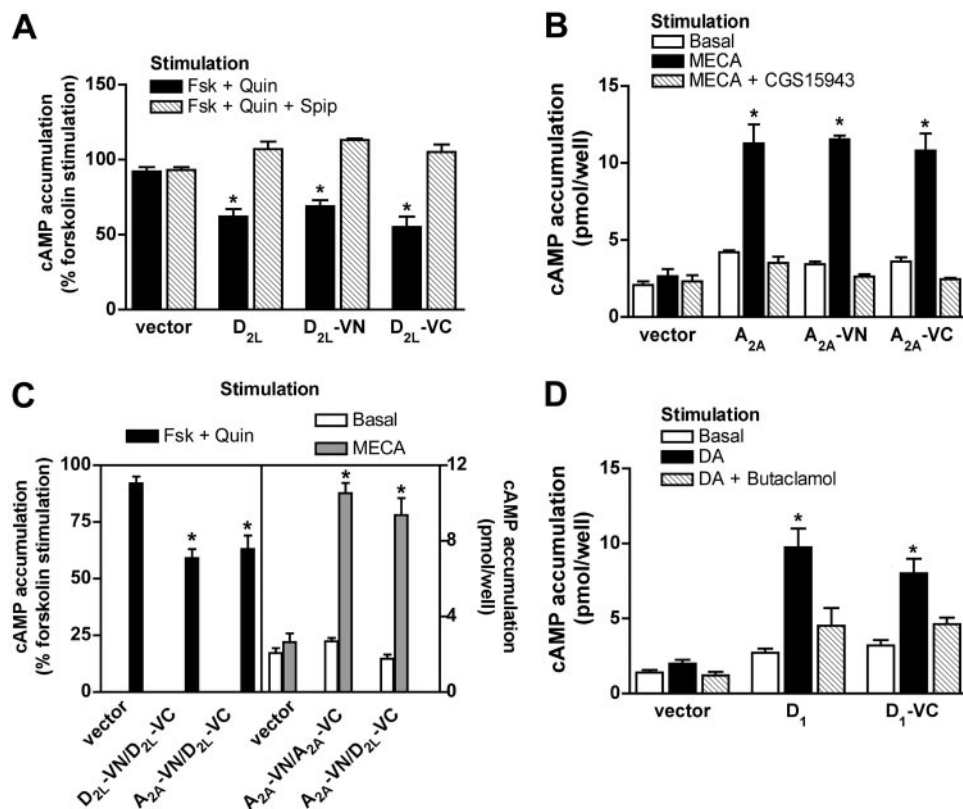 A
Stimulation
Fsk + Quin
Fsk + Quin + Spip
cAMP accumulation
(% forskolin stimulation)
150
100
50
0
vector D2L D2L-VN D2L-VC
B
Stimulation
Basal
MECA
MECA + CGS15943
cAMP accumulation
(pmol/well)
15
10
5
0
* * *
vector A2A A2A-VN A2A-VC
* * *
C
Stimulation
Fsk + Quin
Basal
MECA
cAMP accumulation
(% forskolin stimulation)
100
75
50
25
0
* * * *
12
8
4
0
cAMP accumulation
(pmol/well)
vector
D2L-VN/D2L-VC
A2A-VN/D2L-VC
vector
A2A-VN/A2A-VC
A2A-VN/D2L-VC
D
Stimulation
Basal
DA
DA + Butaclamol
cAMP accumulation
(pmol/well)
15
10
5
0
* *
vector D1 D1-VC